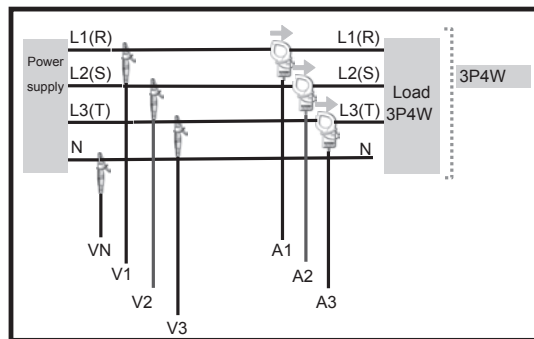 L1(R)
L1(R)
Power
supply
L2(S)
L2(S)
3P4W
Load
3P4W
L3(T)
L3(T)
N
N
VN
V1
V2
V3
A1
A2
A3